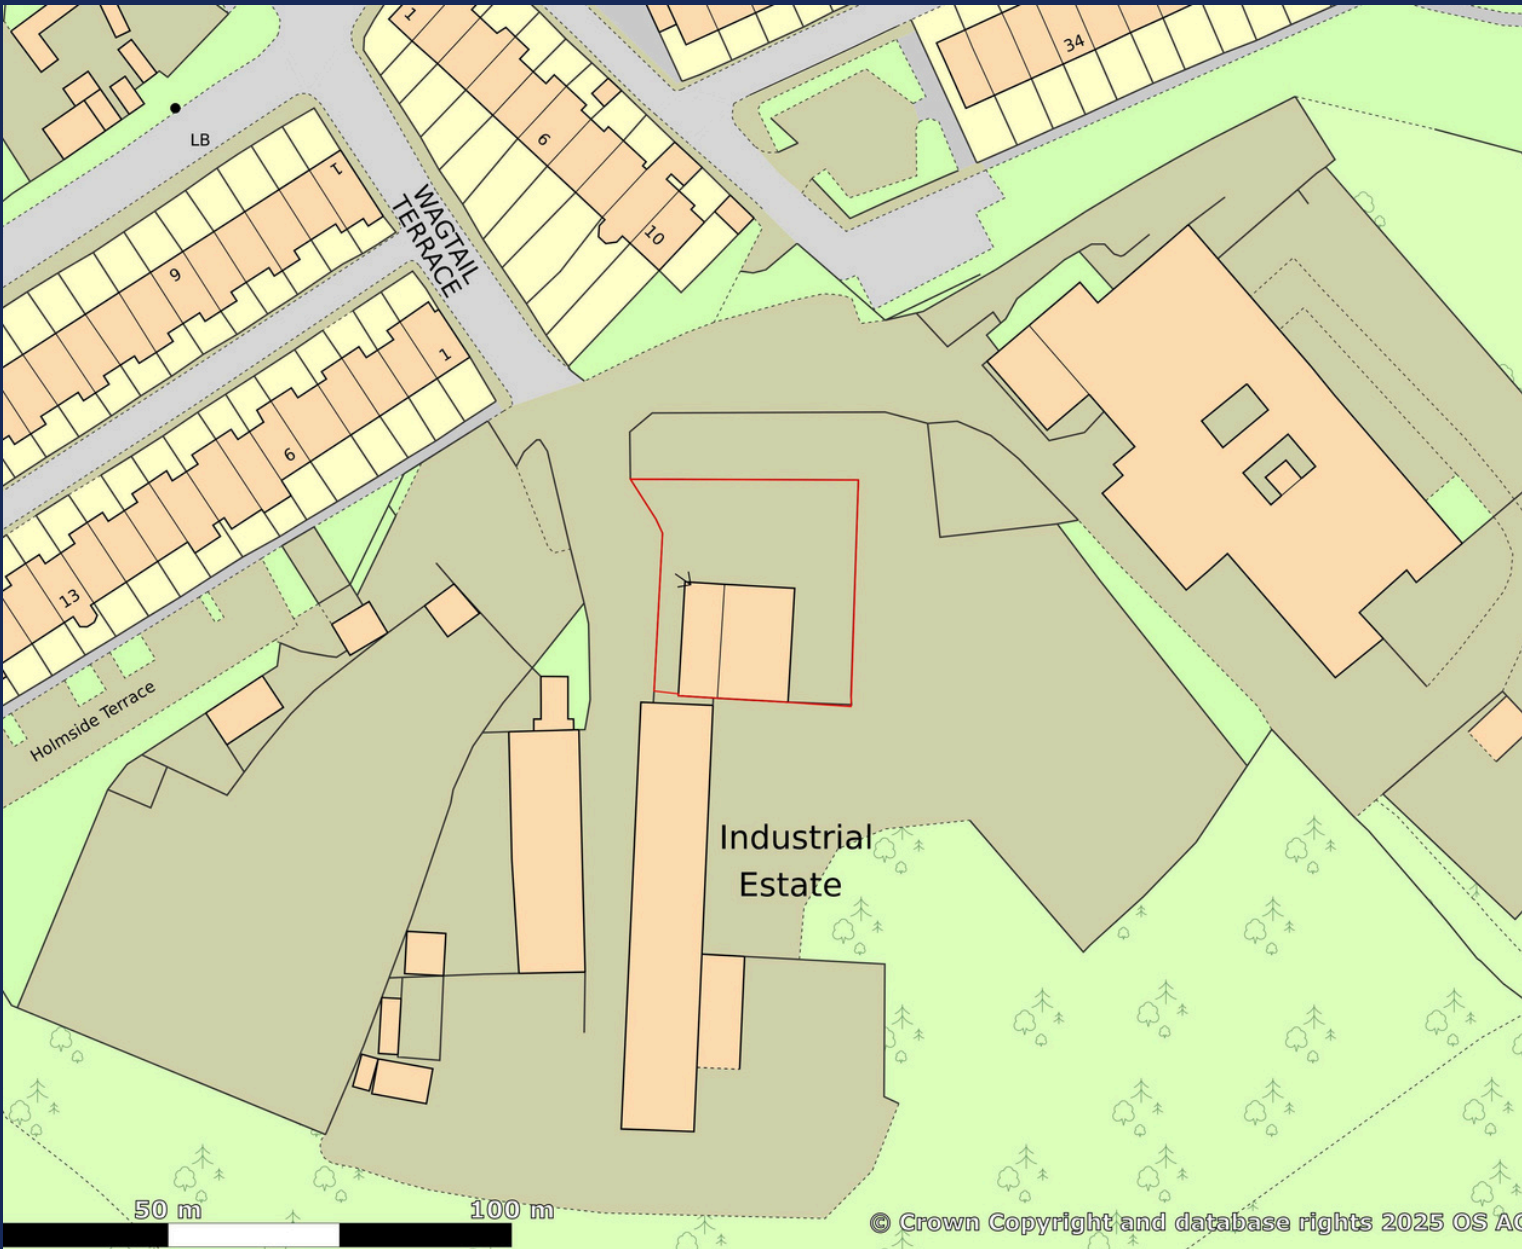 1
34
LB
6
1
WAGTAIL
TERRACE
10
9
1
6
13
Holmside Terrace
Industrial
Estate
50 m
100 m
© Crown Copyright and database rights 2025 OS AC